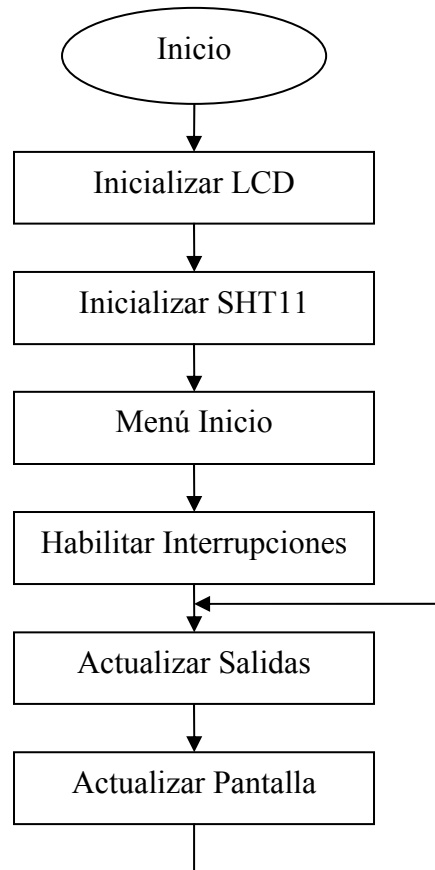 Inicio
Inicializar LCD
Inicializar SHT11
Menú Inicio
Habilitar Interrupciones
Actualizar Salidas
Actualizar Pantalla